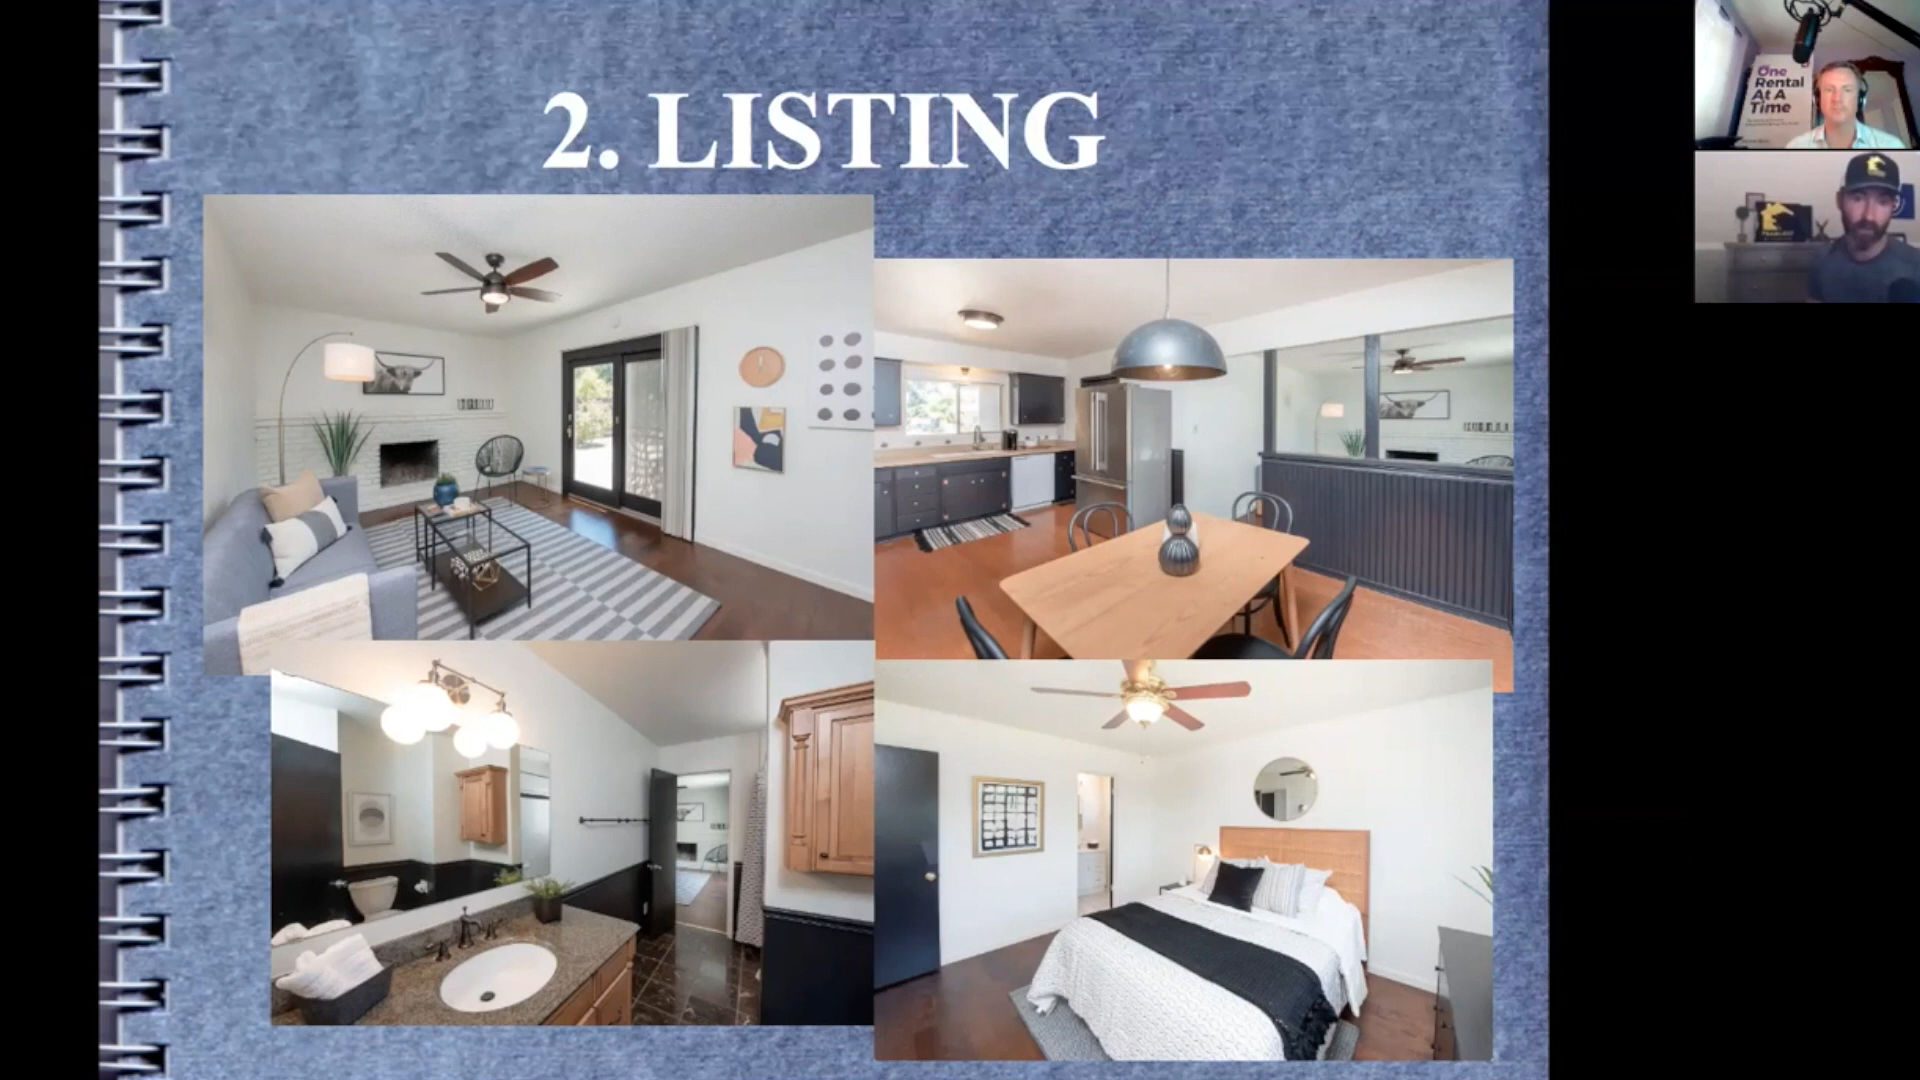 2. LISTING
One
Rental
At A
Time